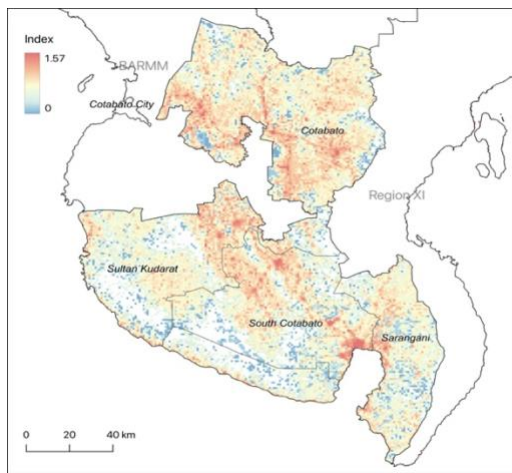 Index
1.57
0
BARMM
Cotabato City
Cotabato
Region XI
Sultan Kudarat
South Cotabato
Sarangani
0 20 40 km